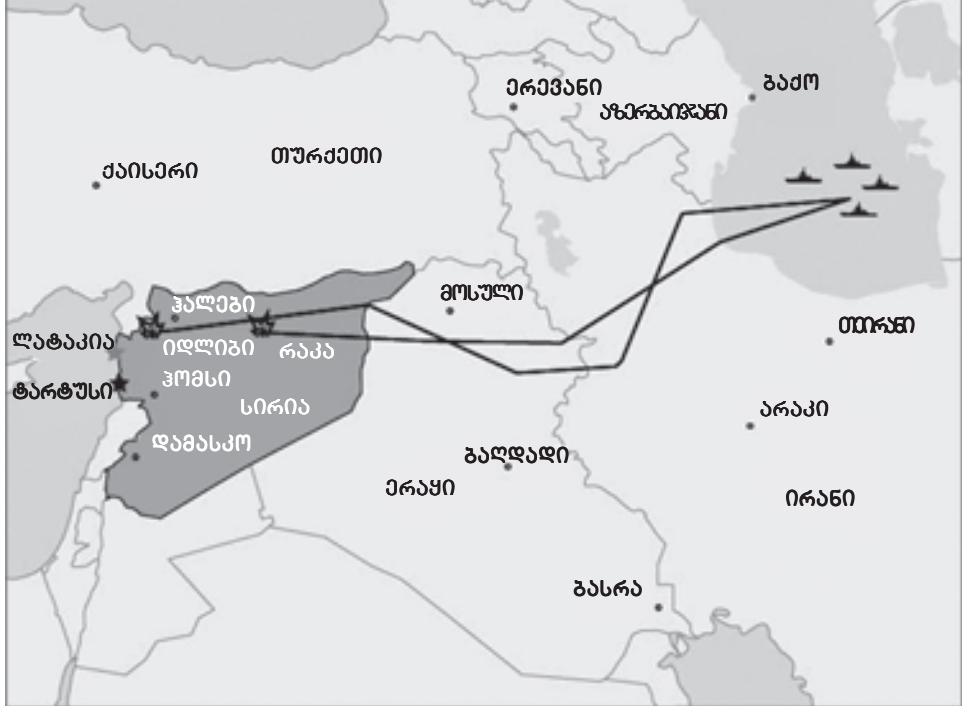 ბაქო
ერევანი
აზერბაიჯანი
თურქეთი
ქაისერი
მოსული
ჰალები
თეირანი
ლატაკია
იდლიბი
რაკა
ჰომსი
ტარტუსი
სირია
არაკი
დამასკო
ბაღდადი
ერაყი
ირანი
ბასრა